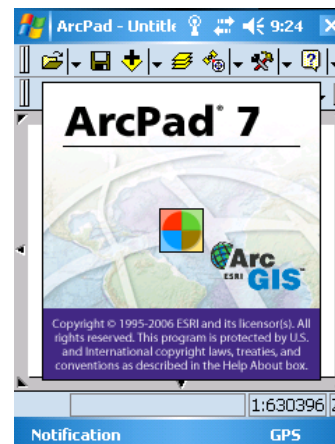 ArcPad - Untitle 9:24
ArcPad® 7
Arc
ESRI GIS
Copyright © 1995-2006 ESRI and its licensor(s). All
rights reserved. This program is protected by U.S.
and International copyright laws, treaties, and
conventions as described in the Help About box.
1:630396
Notification GPS